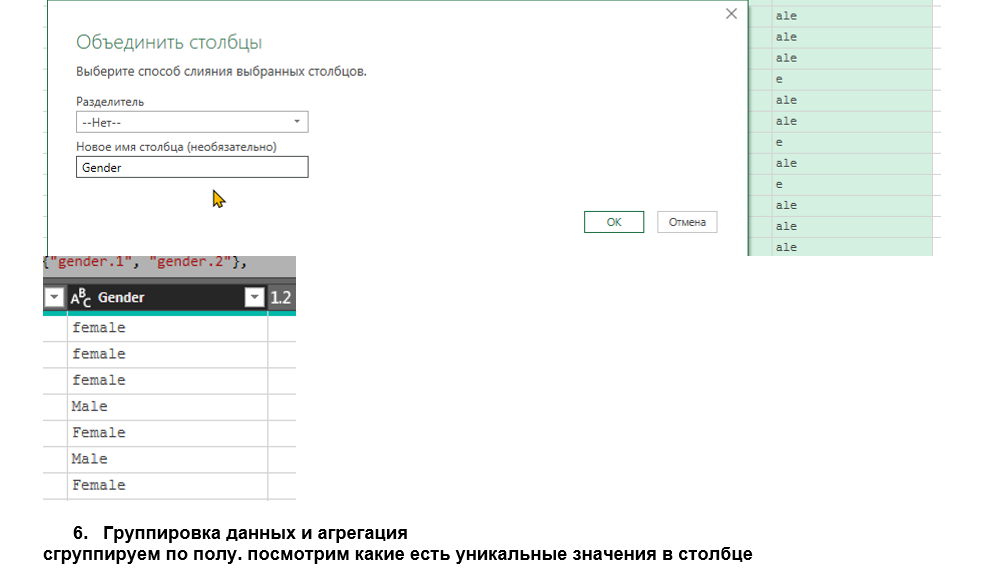 Объединить столбцы
Выберите способ слияния выбранных столбцов.
Разделитель
--Нет--
Новое имя столбца (необязательно)
Gender
ОК
Отмена
ale
ale
ale
e
ale
ale
e
ale
e
ale
ale
ale
{"gender.1", "gender.2"},
ABC Gender
1.2
female
female
female
Male
Female
Male
Female
6. Группировка данных и агрегация
сгруппируем по полу. посмотрим какие есть уникальные значения в столбце